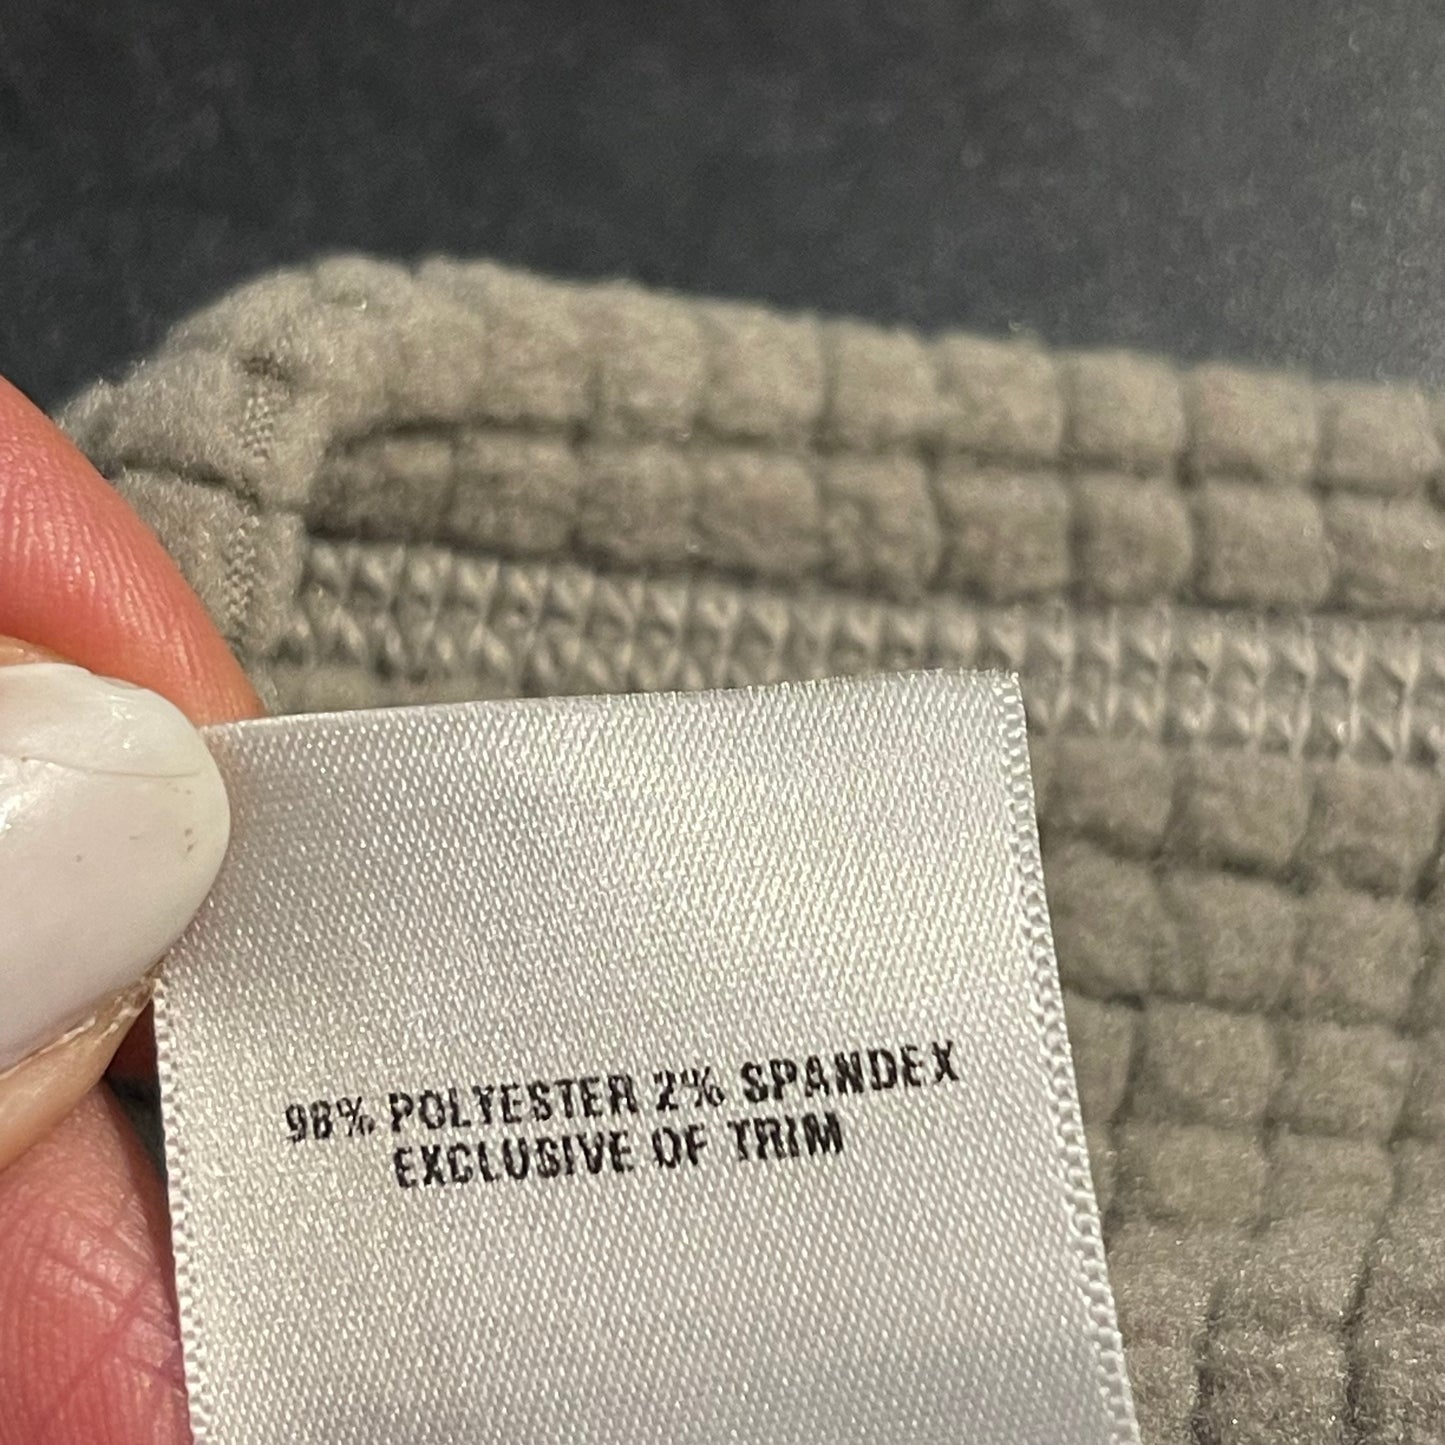 98% POLYESTER 2% SPANDEX
EXCLUSIVE OF TRIM